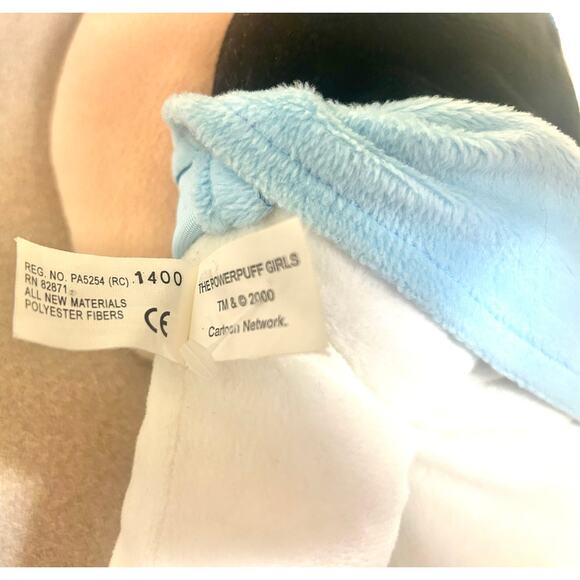 REG. NO. PA5254 (RC) . 1400
RN 82871
ALL NEW MATERIALS
POLYESTER FIBERS
CE
THE POWERPUFF GIRLS
TM & © 2000
Cartoon Network.